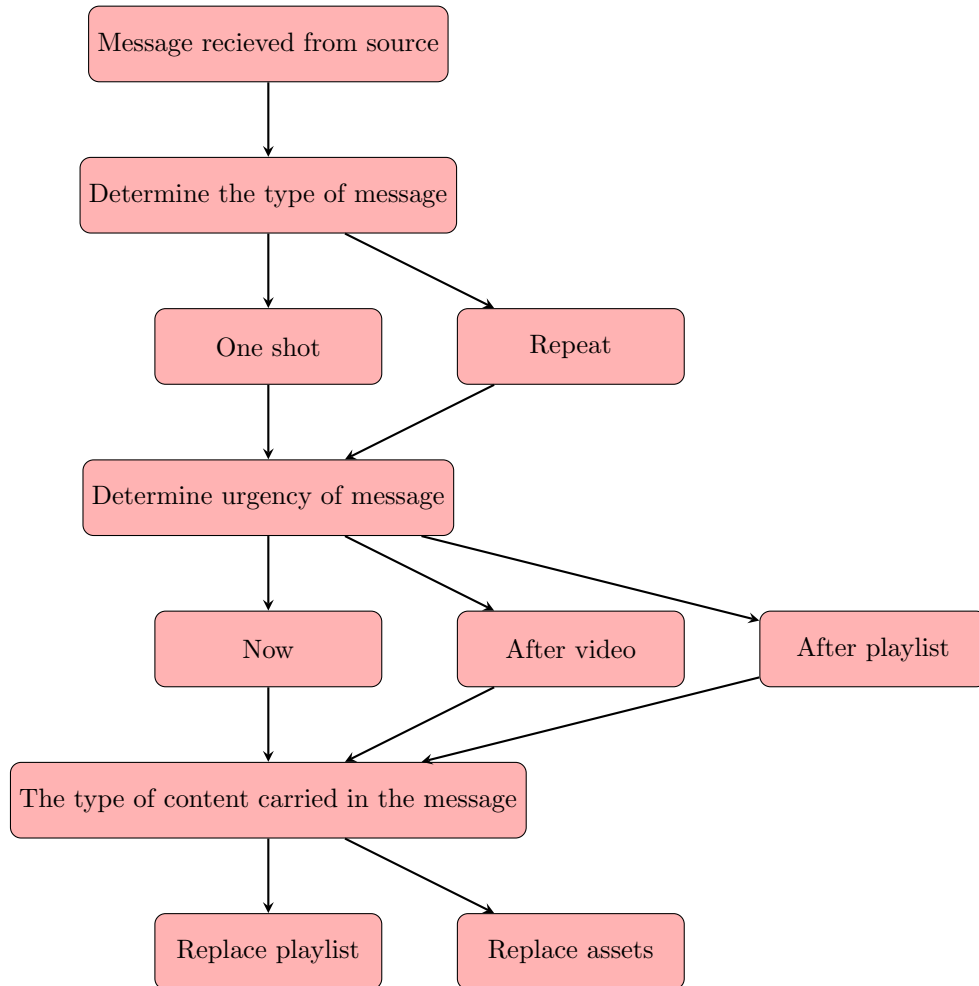 Message recieved from source
Determine the type of message
One shot
Repeat
Determine urgency of message
Now
After video
After playlist
The type of content carried in the message
Replace playlist
Replace assets